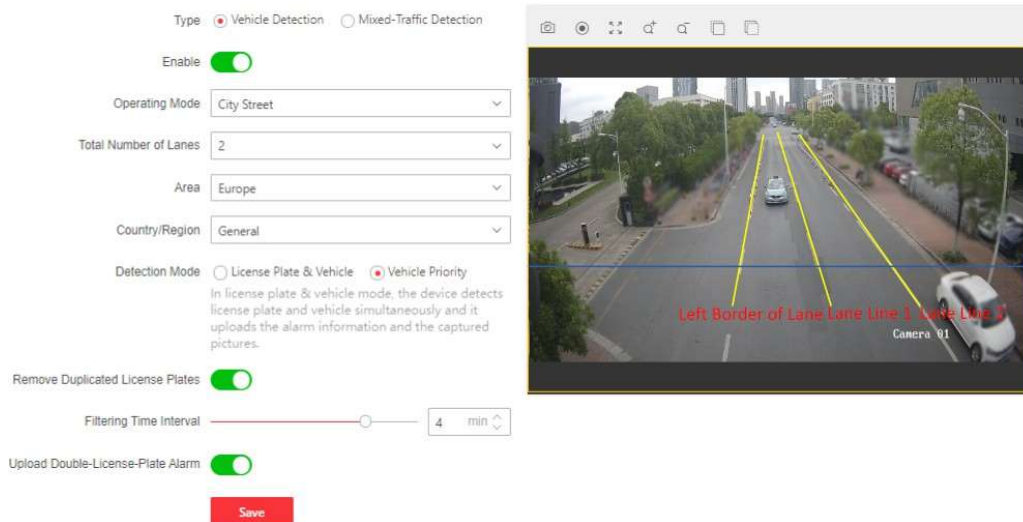 Type Vehicle Detection Mixed-Traffic Detection
Enable
Operating Mode City Street
Total Number of Lanes 2
Area Europe
Country/Region General
Detection Mode License Plate & Vehicle Vehicle Priority
In license plate & vehicle mode, the device detects
license plate and vehicle simultaneously and it
uploads the alarm information and the captured
pictures.
Remove Duplicated License Plates
Filtering Time Interval 4 min
Upload Double-License-Plate Alarm
Save
Left Border of Lane Lane Line 1 Lane Line 2
Camera 01